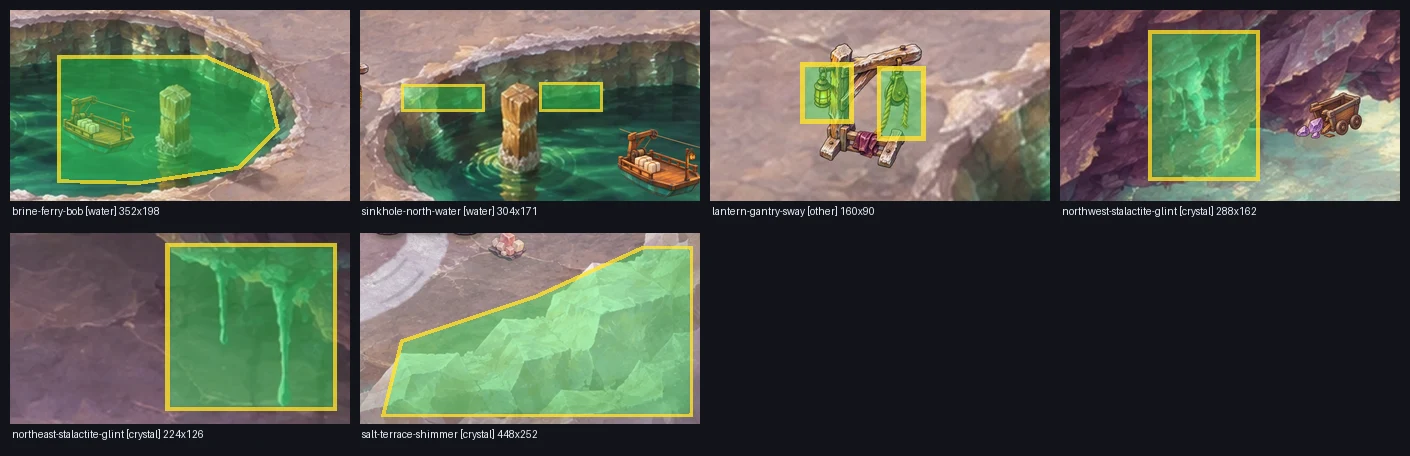 brine-ferry-bob [water] 352x198
sinkhole-north-water [water] 304x171
lantern-gantry-sway [other] 160x90
northwest-stalactite-glint [crystal] 288x162
northeast-stalactite-glint [crystal] 224x126
salt-terrace-shimmer [crystal] 448x252